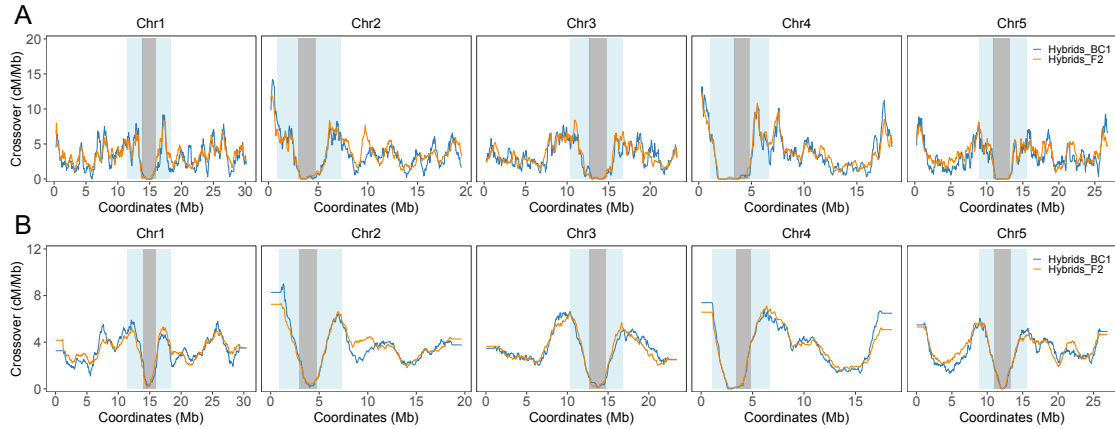 A
Chr1 Chr2 Chr3 Chr4 Chr5
Crossover (cM/Mb)
20
15
10
5
0
Hybrids_BC1
Hybrids_F2
0 5 10 15 20 25 30 0 5 10 15 20 0 5 10 15 20 0 5 10 15 0 5 10 15 20 25
Coordinates (Mb) Coordinates (Mb) Coordinates (Mb) Coordinates (Mb) Coordinates (Mb)
B
Chr1 Chr2 Chr3 Chr4 Chr5
Crossover (cM/Mb)
12
8
4
0
Hybrids_BC1
Hybrids_F2
0 5 10 15 20 25 30 0 5 10 15 20 0 5 10 15 20 0 5 10 15 0 5 10 15 20 25
Coordinates (Mb) Coordinates (Mb) Coordinates (Mb) Coordinates (Mb) Coordinates (Mb)